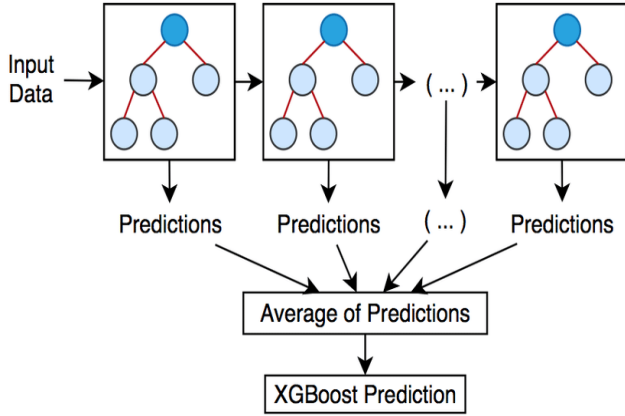 Input
Data
( ... )
Predictions
Predictions
( ... )
Predictions
Average of Predictions
XGBoost Prediction